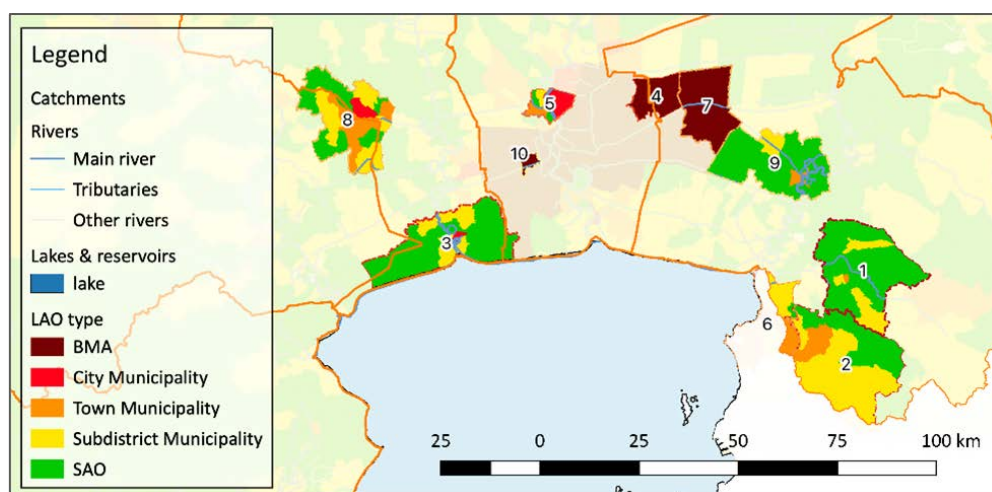 Legend
Catchments
Rivers
Main river
Tributaries
Other rivers
Lakes & reservoirs
lake
LAO type
BMA
City Municipality
Town Municipality
Subdistrict Municipality
SAO
5
4
7
8
10
9
3
1
6
2
25 0 25 50 75 100 km